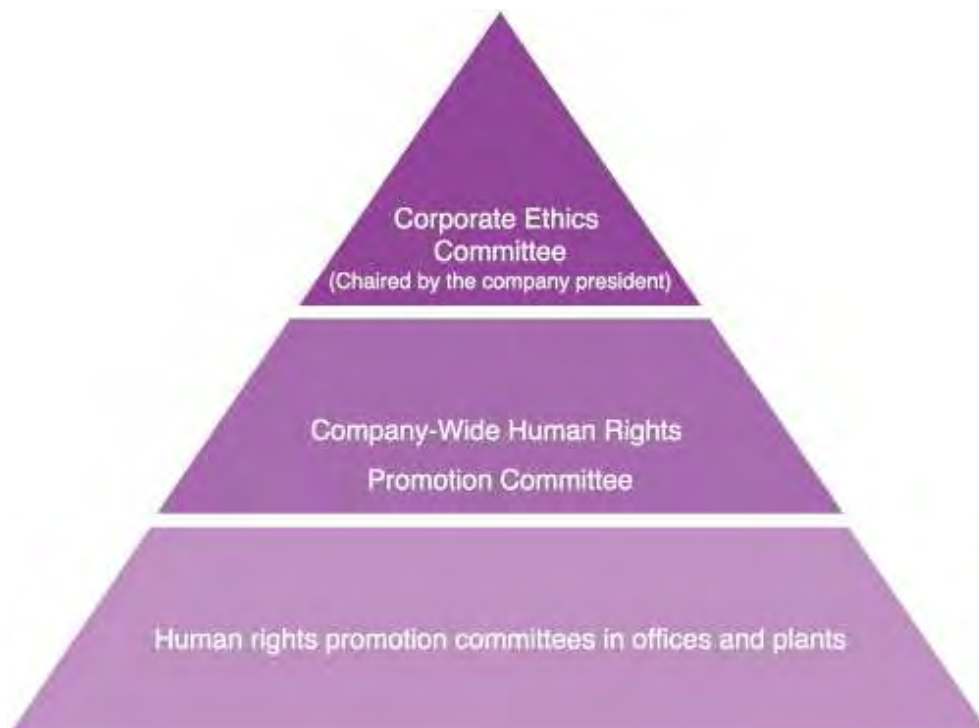 Corporate Ethics
Committee
(Chaired by the company president)
Company-Wide Human Rights
Promotion Committee
Human rights promotion committees in offices and plants